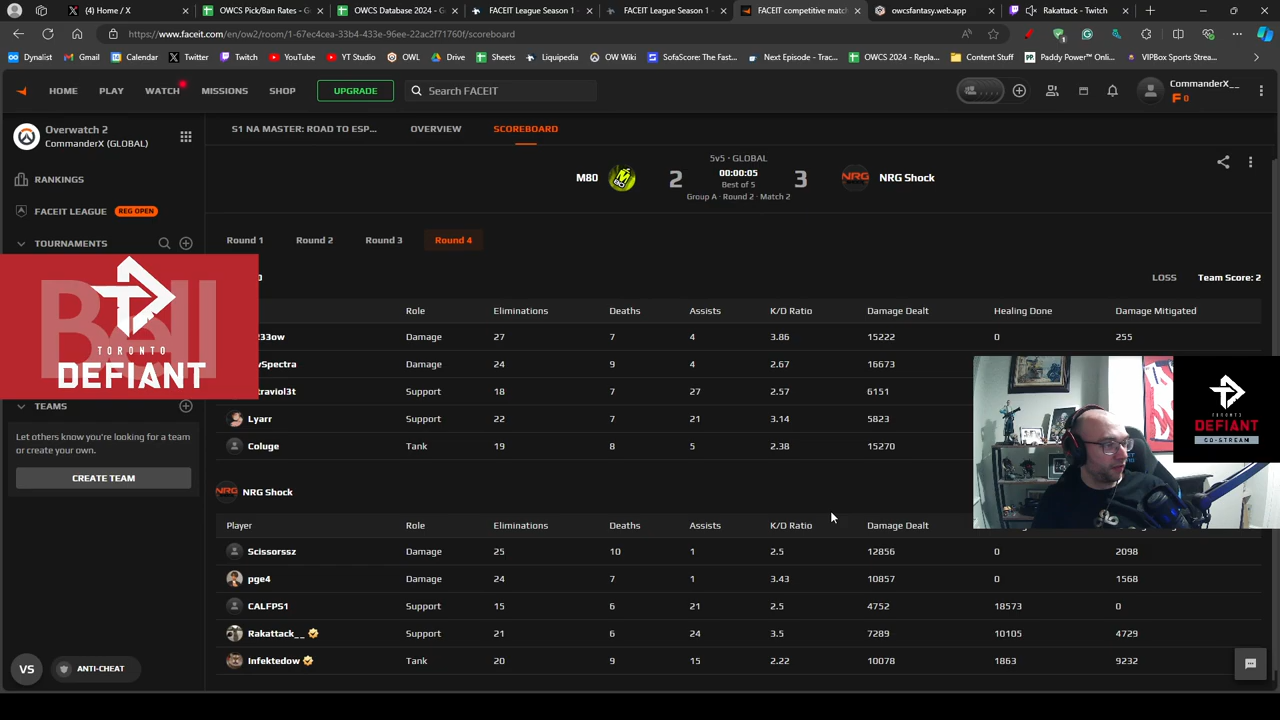 (4) Home / X
OWCS Pick/Ban Rates - G
OWCS Database 2024 - G
FACEIT League Season 1 -
FACEIT League Season 1 -
FACEIT competitive matc
owcsfantasy.web.app
Rakattack - Twitch
https://www.faceit.com/en/ow2/room/1-67ec4cea-33b4-433e-96ee-22ac2f71760f/scoreboard
Dynalist Gmail Calendar Twitter Twitch YouTube YT Studio OWL Drive Sheets Liquipedia OW Wiki SofaScore: The Fast... Next Episode - Trac... OWCS 2024 - Repla... Content Stuff Paddy Power™ Onl... VIPBox Sports Strea...
HOME PLAY WATCH MISSIONS SHOP UPGRADE Search FACEIT CommanderX__
F 0
Overwatch 2
CommanderX (GLOBAL)
S1 NA MASTER: ROAD TO ESP... OVERVIEW SCOREBOARD
RANKINGS
FACEIT LEAGUE REG OPEN
TOURNAMENTS
TEAMS
Let others know you're looking for a team
or create your own.
CREATE TEAM
VS ANTI-CHEAT
5v5 • GLOBAL
M80 2 00:00:05 3 NRG NRG Shock
Best of 5
Group A • Round 2 • Match 2
Round 1 Round 2 Round 3 Round 4
0 LOSS Team Score: 2
Role Eliminations Deaths Assists K/D Ratio Damage Dealt Healing Done Damage Mitigated
233ow Damage 27 7 4 3.86 15222 0 255
Spectra Damage 24 9 4 2.67 16673
traviol3t Support 18 7 27 2.57 6151
Lyarr Support 22 7 21 3.14 5823
Coluge Tank 19 8 5 2.38 15270
NRG NRG Shock
Player Role Eliminations Deaths Assists K/D Ratio Damage Dealt
Scissorssz Damage 25 10 1 2.5 12856 0 2098
pge4 Damage 24 7 1 3.43 10857 0 1568
CALFPS1 Support 15 6 21 2.5 4752 18573 0
Rakattack__ Support 21 6 24 3.5 7289 10105 4729
Infektedow Tank 20 9 15 2.22 10078 1863 9232
Bell
TORONTO
DEFIANT
TORONTO
DEFIANT
CO-STREAM